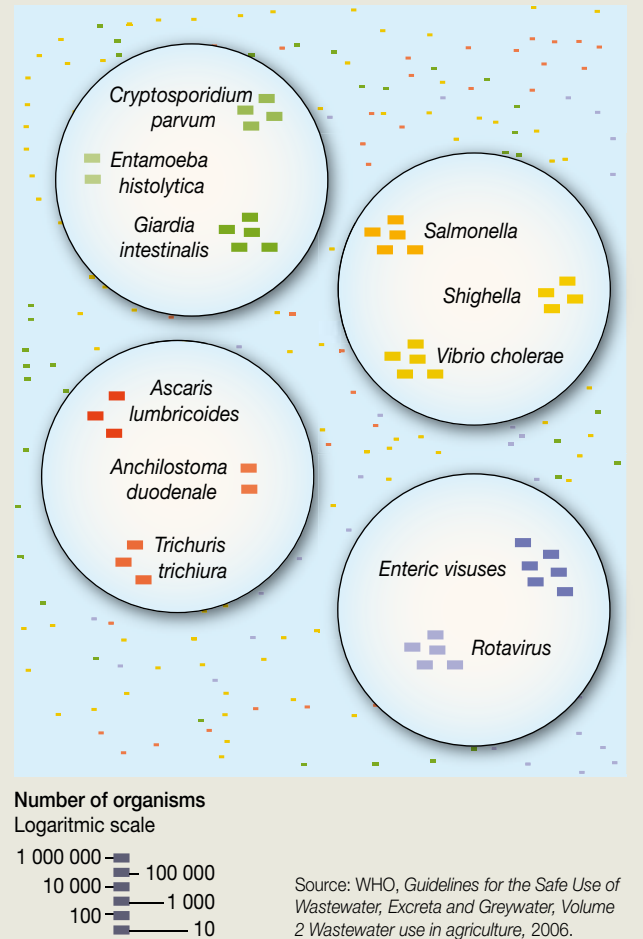 Cryptosporidium
parvum
Entamoeba
histolytica
Giardia
intestinalis
Salmonella
Shighella
Vibrio cholerae
Ascaris
lumbricoides
Anchilostoma
duodenale
Trichuris
trichiura
Enteric visuses
Rotavirus
Number of organisms
Logaritmic scale
1 000 000
100 000
10 000
1 000
100
10
Source: WHO, Guidelines for the Safe Use of
Wastewater, Excreta and Greywater, Volume
2 Wastewater use in agriculture, 2006.